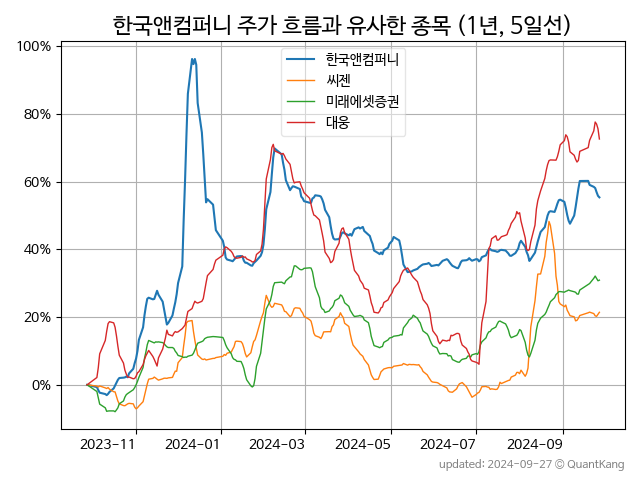 한국앤컴퍼니 주가 흐름과 유사한 종목 (1년, 5일선)
한국앤컴퍼니
씨젠
미래에셋증권
대웅
100%
80%
60%
40%
20%
0%
2023-11
2024-01
2024-03
2024-05
2024-07
2024-09
updated: 2024-09-27 © QuantKang